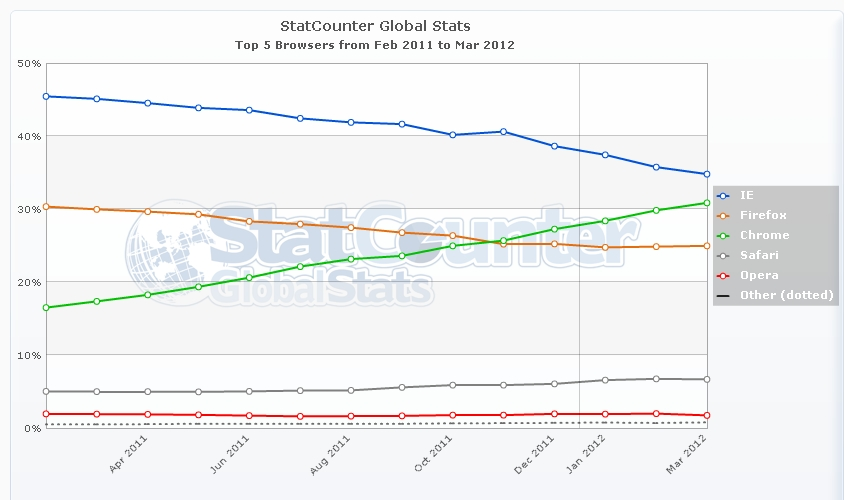 StatCounter Global Stats
Top 5 Browsers from Feb 2011 to Mar 2012
50%
40%
30%
20%
10%
0%
StatCounter
GlobalStats
IE
Firefox
Chrome
Safari
Opera
Other (dotted)
Apr 2011
Jun 2011
Aug 2011
Oct 2011
Dec 2011
Jan 2012
Mar 2012